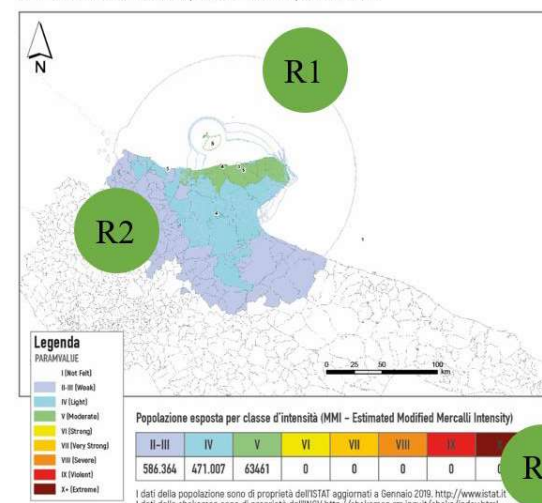 R1
N
R2
Legenda
PARAMVALUE
I (Not Felt)
II-III (Weak)
IV (Light)
V (Moderate)
VI (Strong)
VII (Very Strong)
VIII (Severe)
IX (Violent)
X+ (Extreme)
0 25 50 100
km
Popolazione esposta per classe d'intensità (MMI - Estimated Modified Mercalli Intensity)
II-III IV V VI VII VIII IX
586.364 471.007 63461 0 0 0 0
R
I dati della popolazione sono di proprietà dell'ISTAT aggiornati a Gennaio 2019. http://www.istat.it